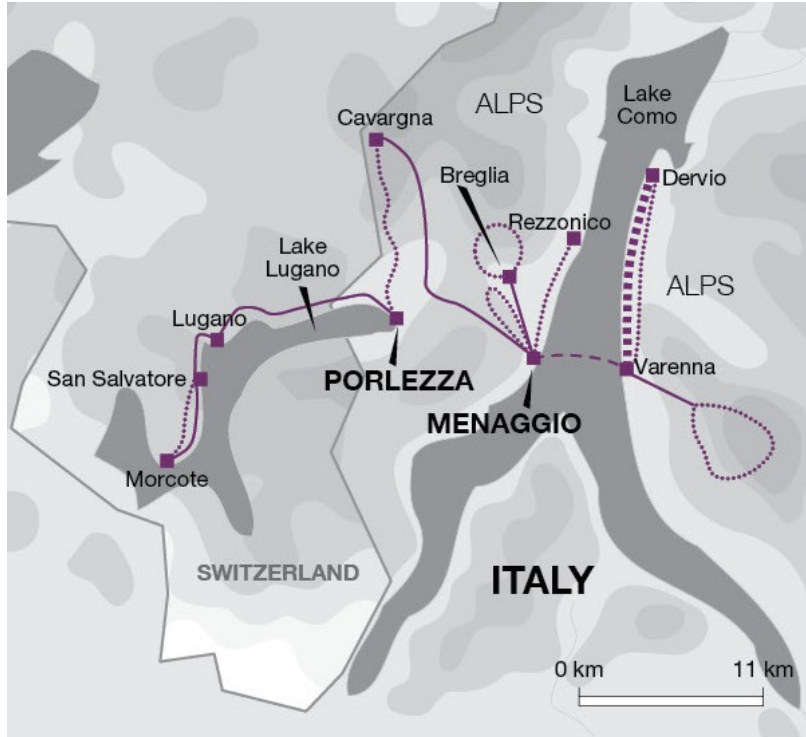 Lake
Como
ALPS
Cavargna
Breglia
Dervio
Rezzonico
Lake
Lugano
ALPS
Lugano
San Salvatore
PORLEZZA
Varenna
MENAGGIO
Morcote
SWITZERLAND
ITALY
0 km 11 km